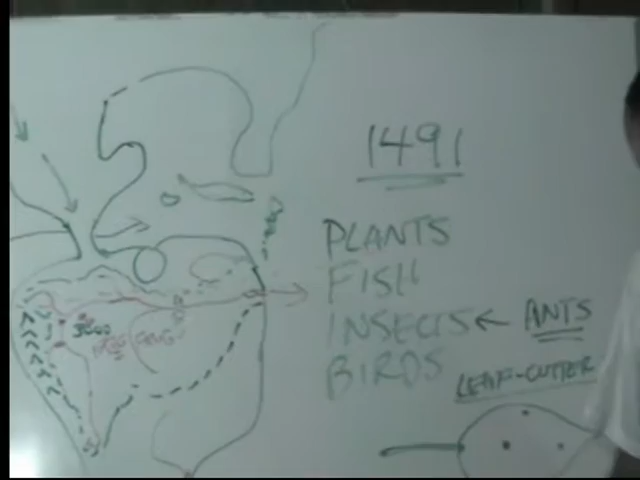 1491
PLANTS
FISH
INSECTS ← ANTS
BIRDS
LEAF-CUTTER